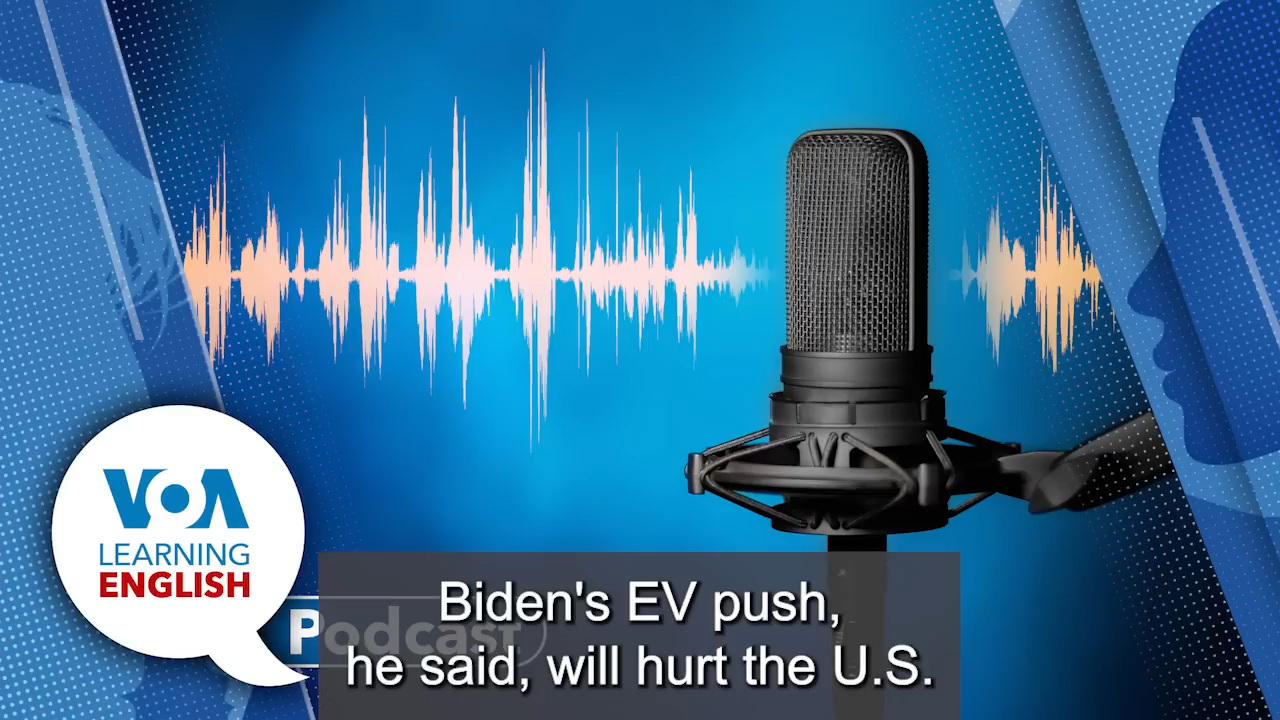 VOA
LEARNING
ENGLISH
Podcast
Biden's EV push,
he said, will hurt the U.S.